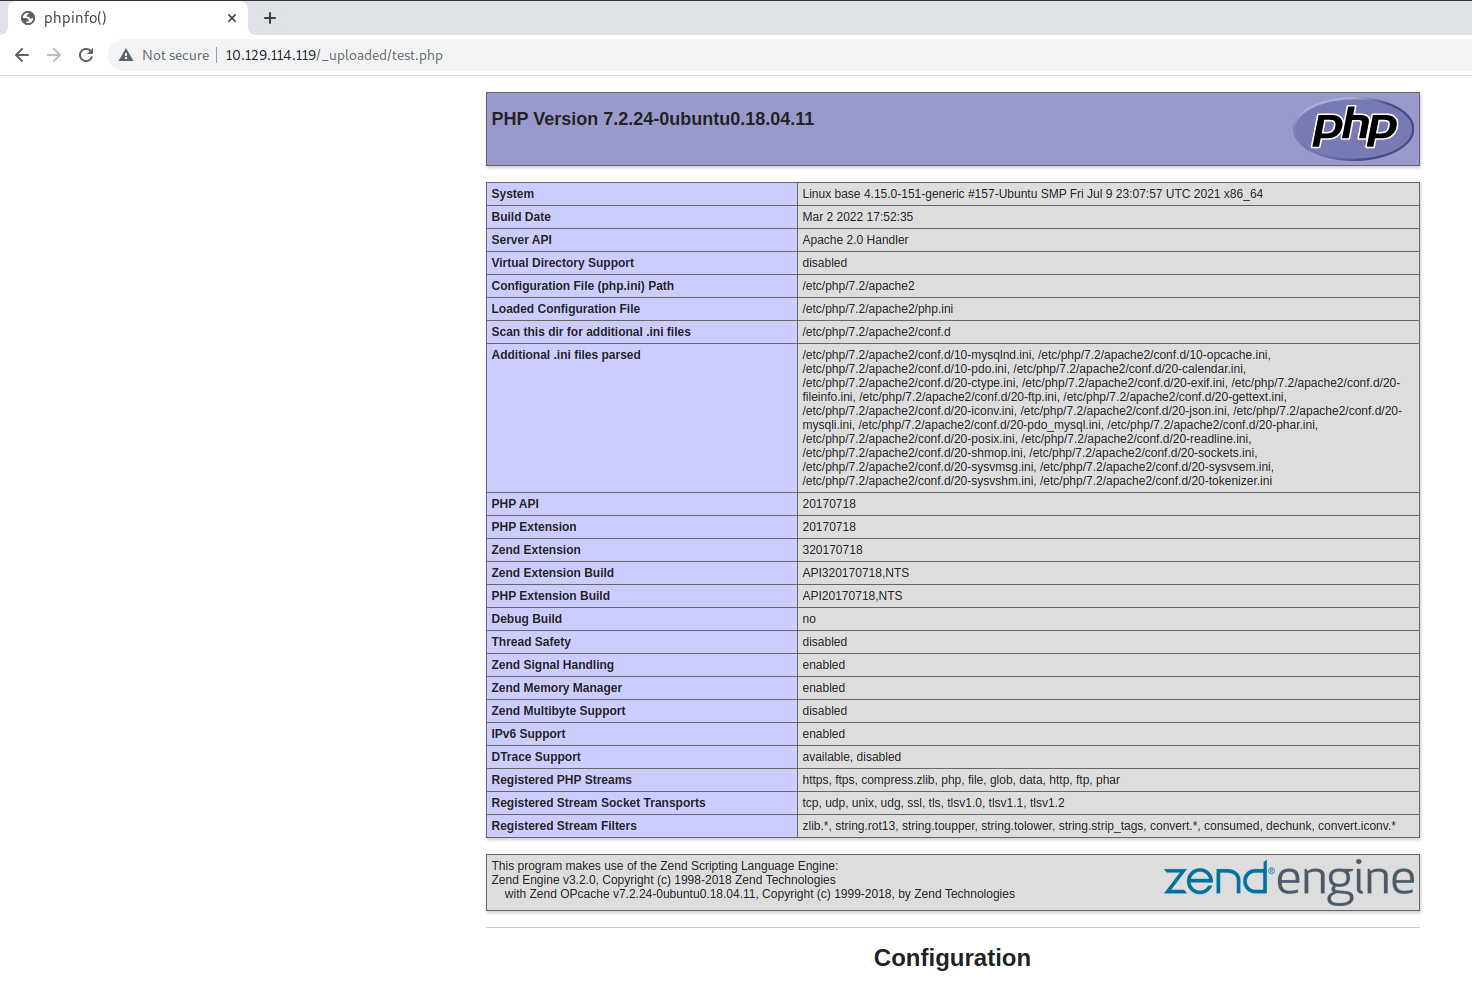 phpinfo()
Not secure
10.129.114.119/_uploaded/test.php
PHP Version 7.2.24-0ubuntu0.18.04.11
php
System Linux base 4.15.0-151-generic #157-Ubuntu SMP Fri Jul 9 23:07:57 UTC 2021 x86_64
Build Date Mar 2 2022 17:52:35
Server API Apache 2.0 Handler
Virtual Directory Support disabled
Configuration File (php.ini) Path /etc/php/7.2/apache2
Loaded Configuration File /etc/php/7.2/apache2/php.ini
Scan this dir for additional .ini files /etc/php/7.2/apache2/conf.d
Additional .ini files parsed /etc/php/7.2/apache2/conf.d/10-mysqlnd.ini, /etc/php/7.2/apache2/conf.d/10-opcache.ini,
/etc/php/7.2/apache2/conf.d/10-pdo.ini, /etc/php/7.2/apache2/conf.d/20-calendar.ini,
/etc/php/7.2/apache2/conf.d/20-ctype.ini, /etc/php/7.2/apache2/conf.d/20-exif.ini, /etc/php/7.2/apache2/conf.d/20-
fileinfo.ini, /etc/php/7.2/apache2/conf.d/20-ftp.ini, /etc/php/7.2/apache2/conf.d/20-gettext.ini,
/etc/php/7.2/apache2/conf.d/20-iconv.ini, /etc/php/7.2/apache2/conf.d/20-json.ini, /etc/php/7.2/apache2/conf.d/20-
mysqli.ini, /etc/php/7.2/apache2/conf.d/20-pdo_mysql.ini, /etc/php/7.2/apache2/conf.d/20-phar.ini,
/etc/php/7.2/apache2/conf.d/20-posix.ini, /etc/php/7.2/apache2/conf.d/20-readline.ini,
/etc/php/7.2/apache2/conf.d/20-shmop.ini, /etc/php/7.2/apache2/conf.d/20-sockets.ini,
/etc/php/7.2/apache2/conf.d/20-sysvmsg.ini, /etc/php/7.2/apache2/conf.d/20-sysvsem.ini,
/etc/php/7.2/apache2/conf.d/20-sysvshm.ini, /etc/php/7.2/apache2/conf.d/20-tokenizer.ini
PHP API 20170718
PHP Extension 20170718
Zend Extension 320170718
Zend Extension Build API320170718,NTS
PHP Extension Build API20170718,NTS
Debug Build no
Thread Safety disabled
Zend Signal Handling enabled
Zend Memory Manager enabled
Zend Multibyte Support disabled
IPv6 Support enabled
DTrace Support available, disabled
Registered PHP Streams https, ftps, compress.zlib, php, file, glob, data, http, ftp, phar
Registered Stream Socket Transports tcp, udp, unix, udg, ssl, tls, tlsv1.0, tlsv1.1, tlsv1.2
Registered Stream Filters zlib.*, string.rot13, string.toupper, string.tolower, string.strip_tags, convert.*, consumed, dechunk, convert.iconv.*
This program makes use of the Zend Scripting Language Engine:
Zend Engine v3.2.0, Copyright (c) 1998-2018 Zend Technologies
with Zend OPcache v7.2.24-0ubuntu0.18.04.11, Copyright (c) 1999-2018, by Zend Technologies
zend®engine
Configuration